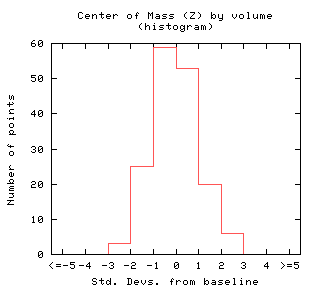 Center of Mass (Z) by volume
(histogram)
60
50
40
30
20
10
0
Number of points
<=-5 -4 -3 -2 -1 0 1 2 3 4 >=5
Std. Devs. from baseline